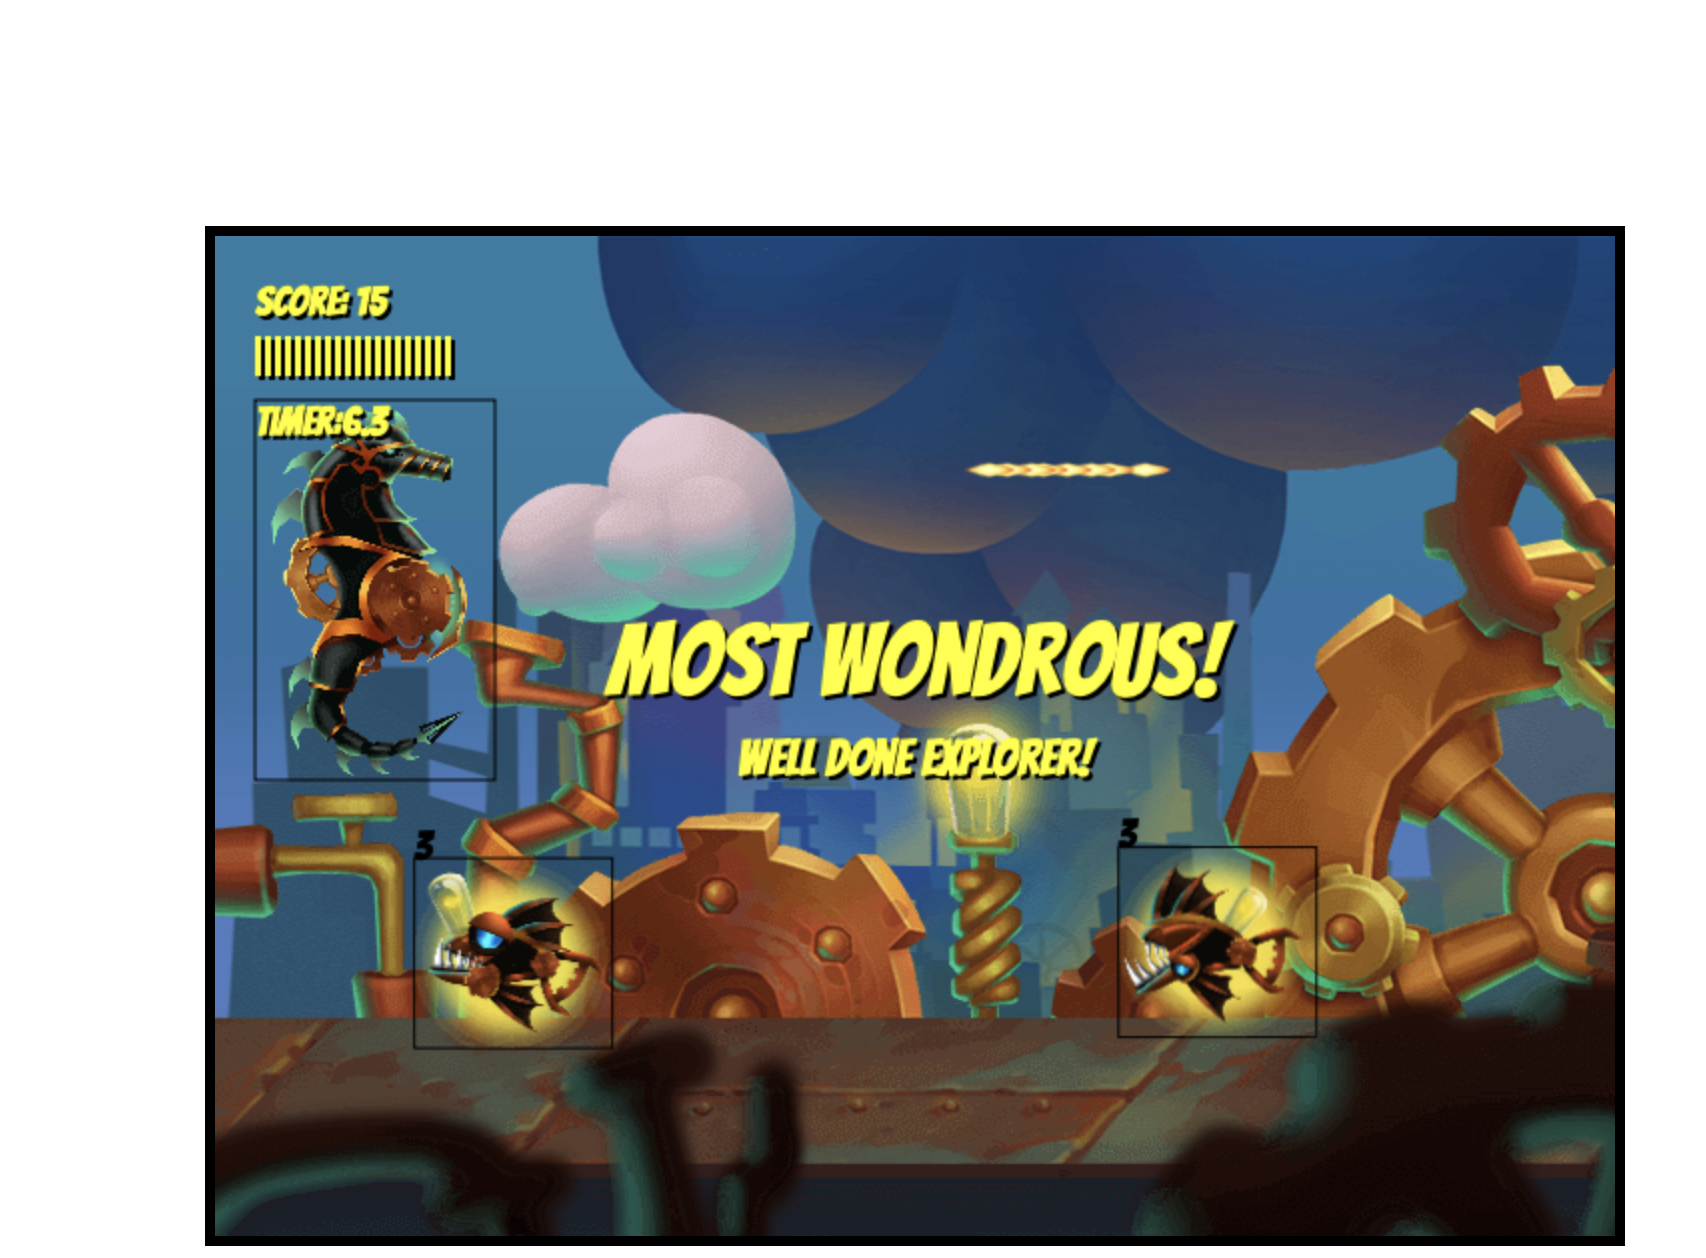 SCORE: 15
TIMER:6.3
MOST WONDROUS!
WELL DONE EXPLORER!
3
3